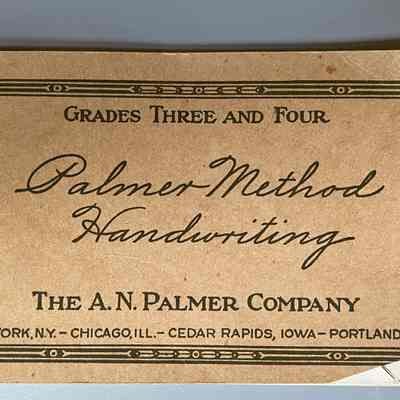 GRADES THREE AND FOUR
Palmer Method
Handwriting
THE A. N. PALMER COMPANY
YORK, N.Y. – CHICAGO, ILL. – CEDAR RAPIDS, IOWA – PORTLAND